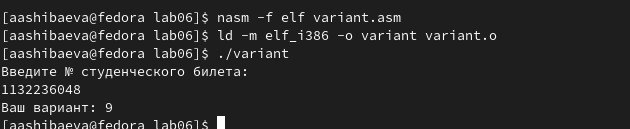 [aashibaeva@fedora lab06]$ nasm -f elf variant.asm
[aashibaeva@fedora lab06]$ ld -m elf_i386 -o variant variant.o
[aashibaeva@fedora lab06]$ ./variant
Введите № студенческого билета:
1132236048
Ваш вариант: 9
[aashibaeva@fedora lab06]$